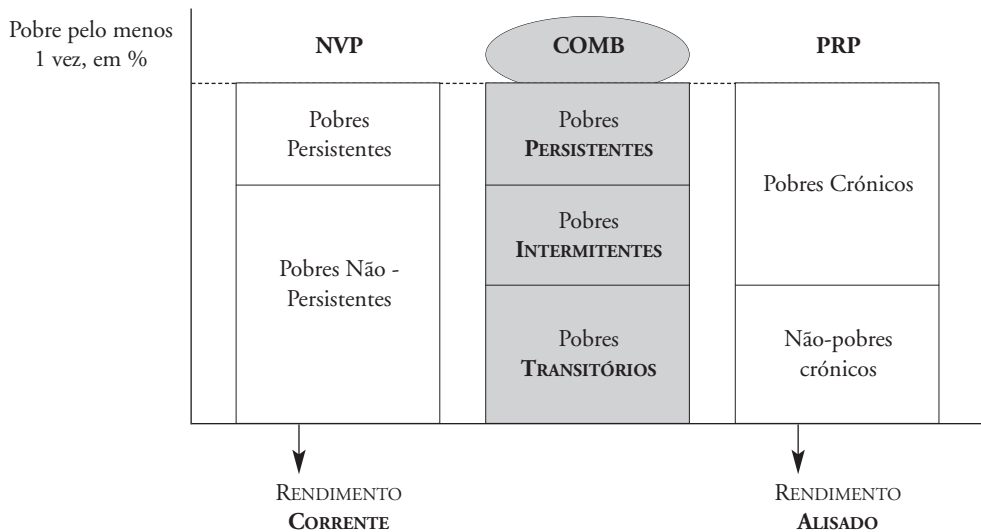 Pobre pelo menos
1 vez, em %
NVP
COMB
PRP
Pobres
Persistentes
Pobres
PERSISTENTES
Pobres Crónicos
Pobres
INTERMITENTES
Pobres Não -
Persistentes
Pobres
TRANSITÓRIOS
Não-pobres
crónicos
RENDIMENTO
CORRENTE
RENDIMENTO
ALISADO